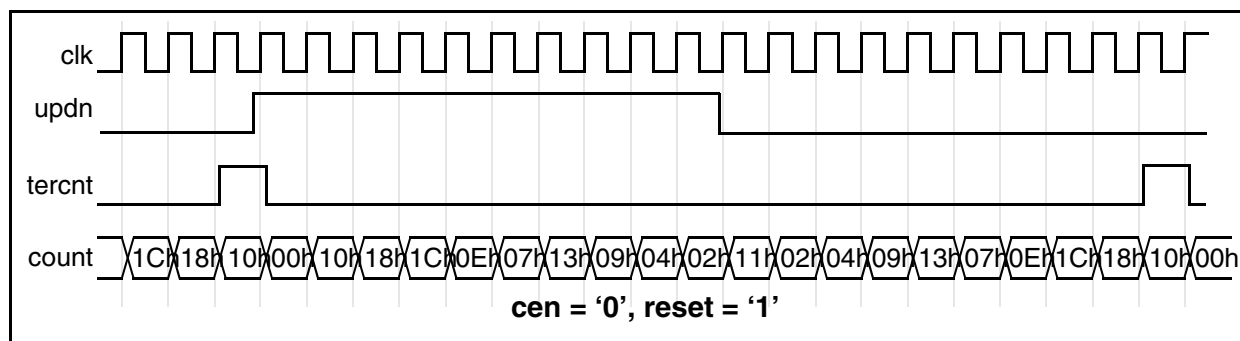 clk
updn
tercnt
count 1Ch 18h 10h 00h 10h 18h 1Ch 0Eh 07h 13h 09h 04h 02h 11h 02h 04h 09h 13h 07h 0Eh 1Ch 18h 10h 00h
cen = ‘0’, reset = ‘1’